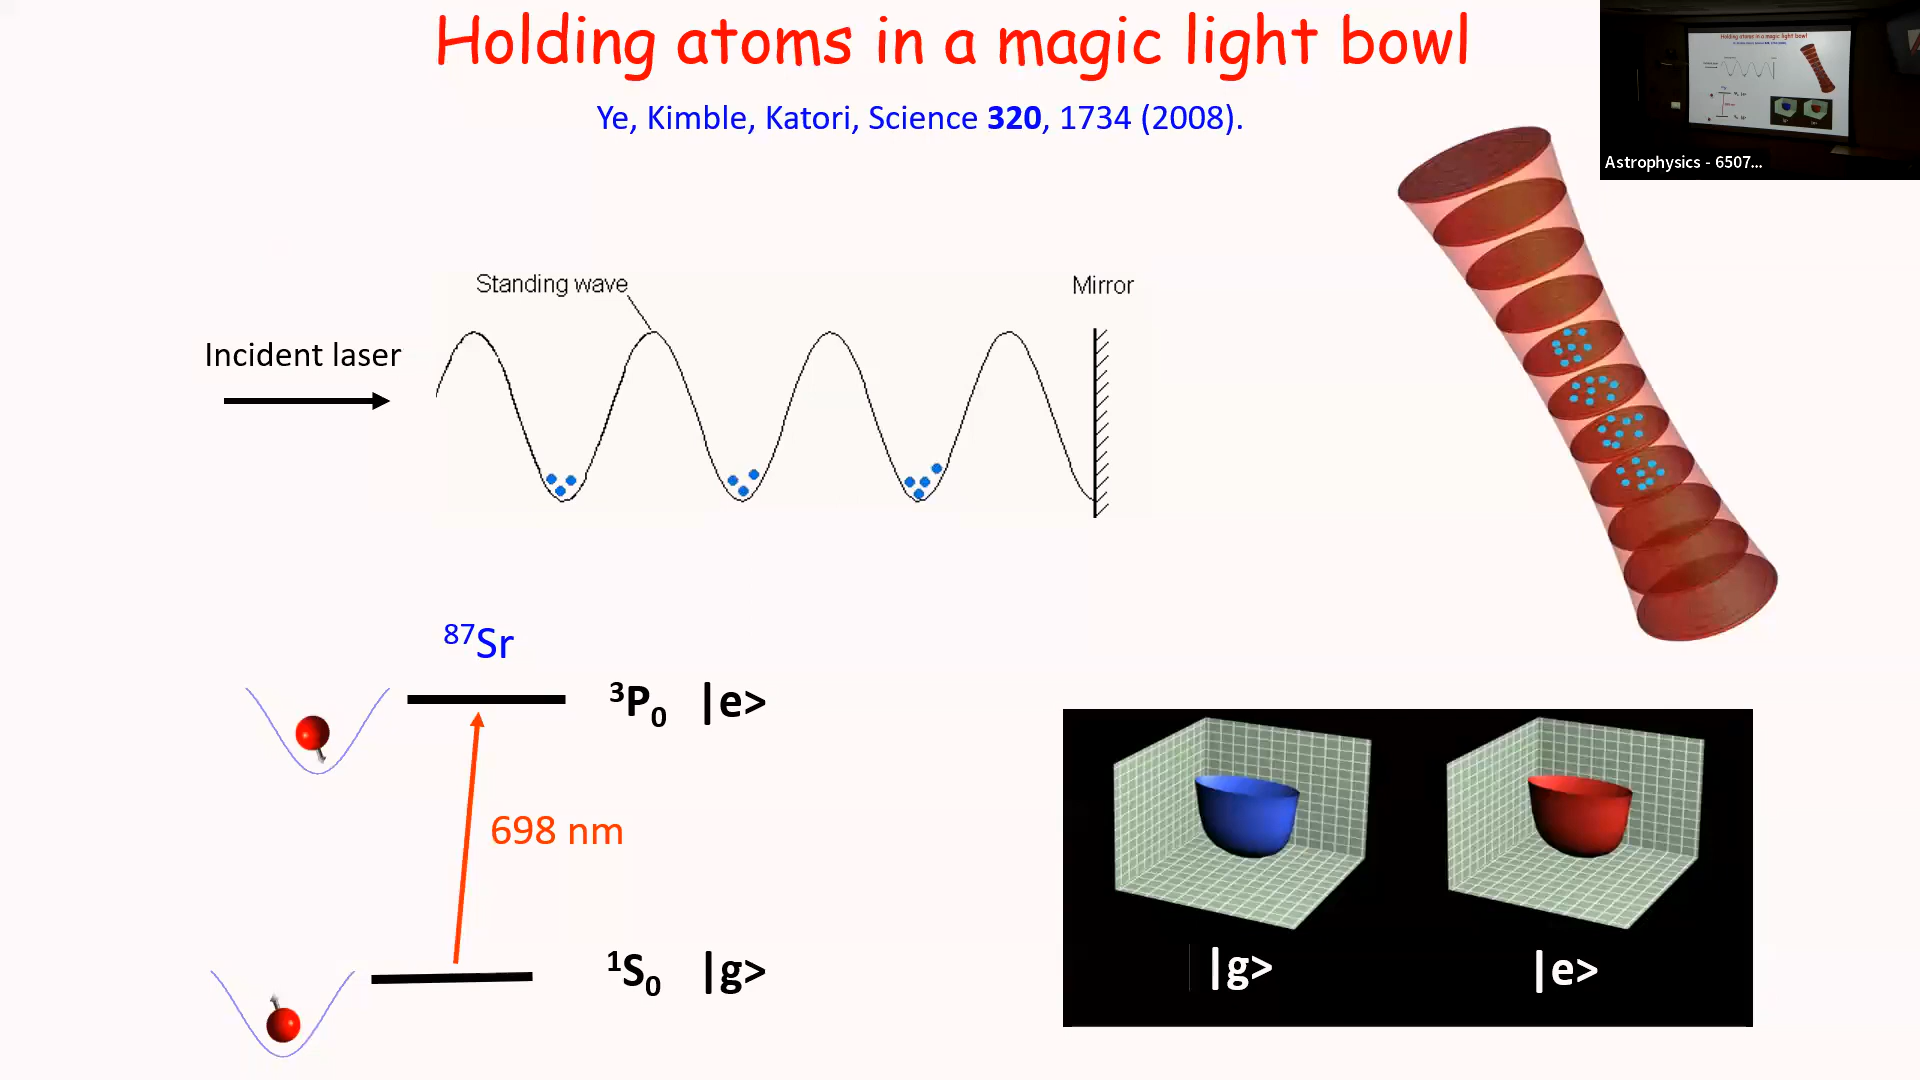 Holding atoms in a magic light bowl
Ye, Kimble, Katori, Science 320, 1734 (2008).
Astrophysics - 6507...
Standing wave
Mirror
Incident laser
⁸⁷Sr
³P₀ |e>
698 nm
¹S₀ |g>
|g>
|e>